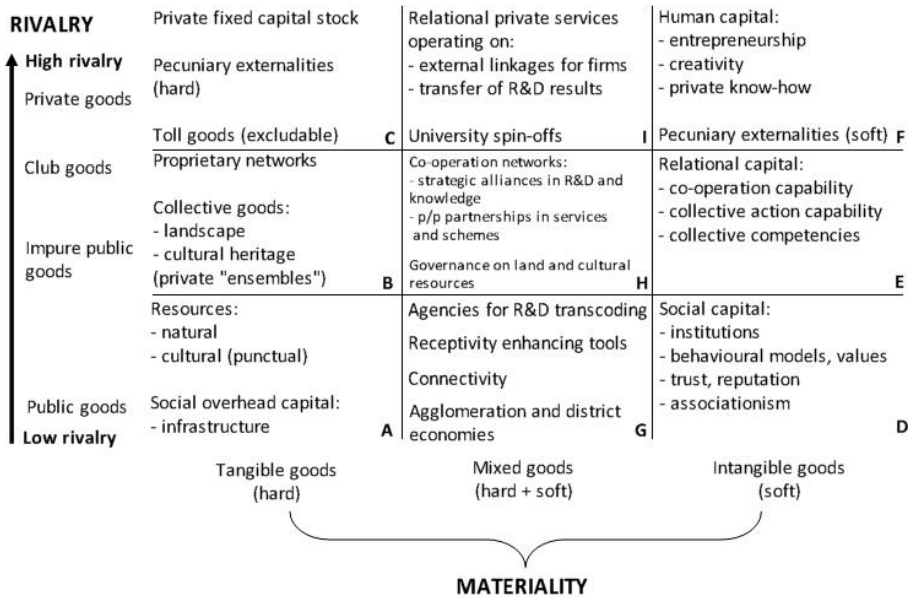 RIVALRY
High rivalry
Private goods
Club goods
Impure public
goods
Public goods
Low rivalry
Private fixed capital stock
Pecuniary externalities
(hard)
Toll goods (excludable)
C
Relational private services
operating on:
- external linkages for firms
- transfer of R&D results
University spin-offs
I
Human capital:
- entrepreneurship
- creativity
- private know-how
Pecuniary externalities (soft)
F
Proprietary networks
Collective goods:
- landscape
- cultural heritage
(private "ensembles")
B
Co-operation networks:
- strategic alliances in R&D and
knowledge
- p/p partnerships in services
and schemes
Governance on land and cultural
resources
H
Relational capital:
- co-operation capability
- collective action capability
- collective competencies
E
Resources:
- natural
- cultural (punctual)
Social overhead capital:
- infrastructure
A
Agencies for R&D transcoding
Receptivity enhancing tools
Connectivity
Agglomeration and district
economies
G
Social capital:
- institutions
- behavioural models, values
- trust, reputation
- associationism
D
Tangible goods
(hard)
Mixed goods
(hard + soft)
Intangible goods
(soft)
MATERIALITY